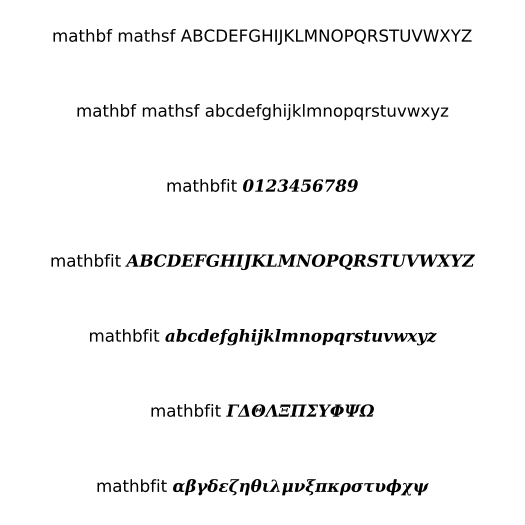 mathbf mathsf ABCDEFGHIJKLMNOPQRSTUVWXYZ
mathbf mathsf abcdefghijklmnopqrstuvwxyz
mathbfit 0123456789
mathbfit ABCDEFGHIJKLMNOPQRSTUVWXYZ
mathbfit abcdefghijklmnopqrstuvwxyz
mathbfit ΓΔΘΛΞΠΣΥΦΨΩ
mathbfit αβγδεζηθιλμνξπκρστυφχψ